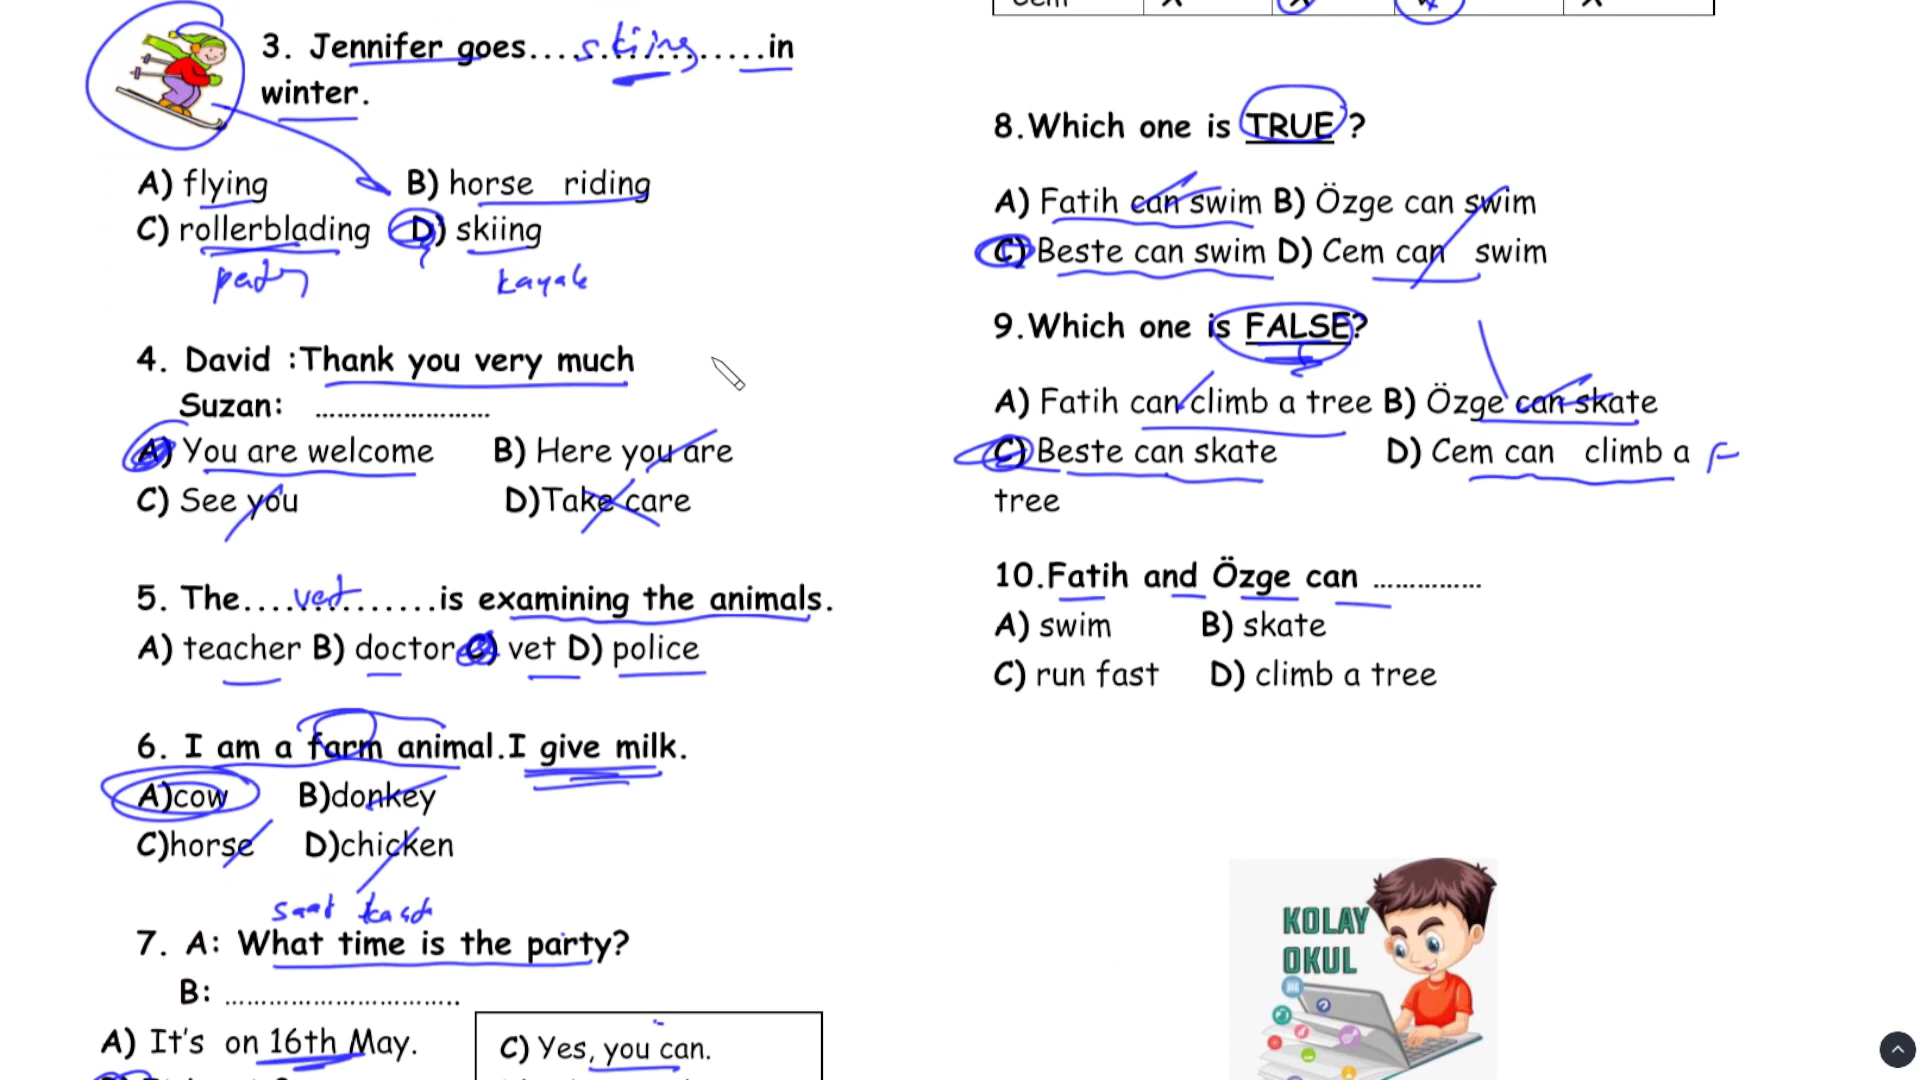 3. Jennifer goes....skiing.....in
winter.
A) flying B) horse riding
C) rollerblading D) skiing
kayak
4. David :Thank you very much
Suzan: ........................
A) You are welcome B) Here you are
C) See you D)Take care
5. The....vet.......is examining the animals.
A) teacher B) doctor C) vet D) police
6. I am a farm animal.I give milk.
A)cow B)donkey
C)horse D)chicken
saat
7. A: What time is the party?
B: ................................
A) It's on 16th May.
C) Yes, you can.
Cem X X
8.Which one is TRUE ?
A) Fatih can swim B) Özge can swim
C) Beste can swim D) Cem can swim
9.Which one is FALSE?
A) Fatih can climb a tree B) Özge can skate
C) Beste can skate D) Cem can climb a F
tree
10.Fatih and Özge can ...............
A) swim B) skate
C) run fast D) climb a tree
KOLAY
OKUL